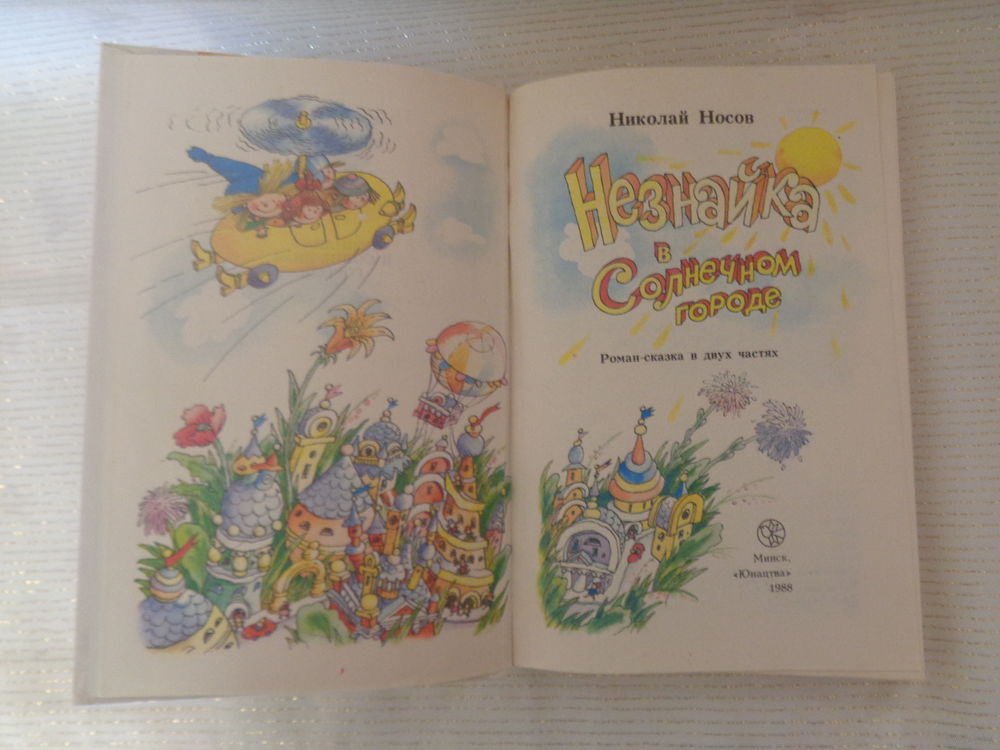 Николай Носов
Незнайка
в
Солнечном
городе
Роман-сказка в двух частях
Минск,
«Юнацтва»
1988